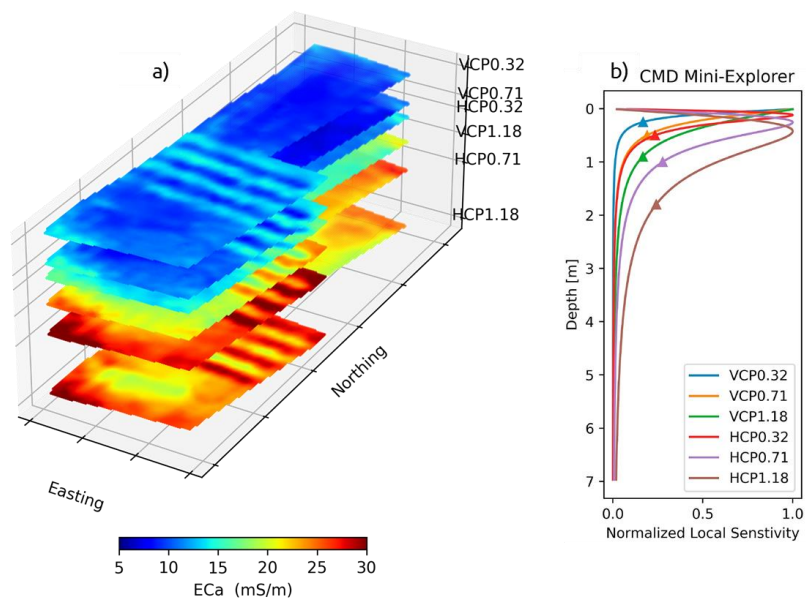 a)
VCP0.32
VCP0.71
HCP0.32
VCP1.18
HCP0.71
HCP1.18
Northing
Easting
5 10 15 20 25 30
ECa (mS/m)
b) CMD Mini-Explorer
0
1
2
3
4
5
6
7
Depth [m]
VCP0.32
VCP0.71
VCP1.18
HCP0.32
HCP0.71
HCP1.18
0.0 0.5 1.0
Normalized Local Senstivity